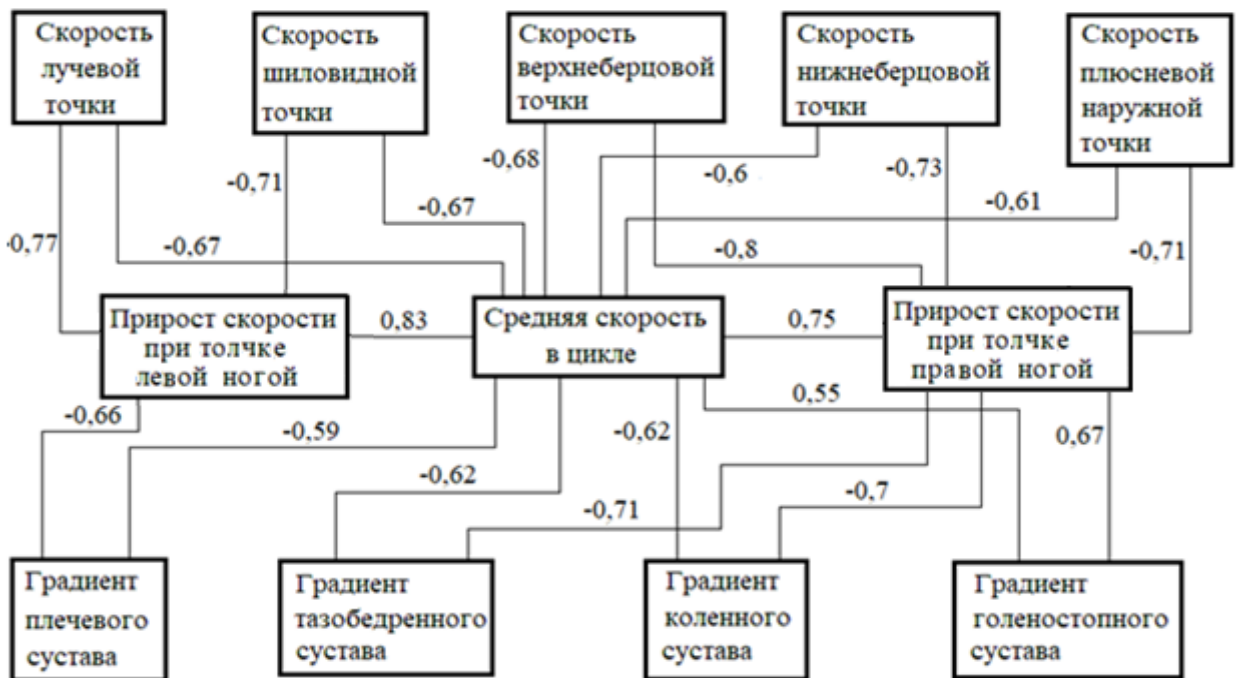 Скорость
лучевой
точки
Скорость
шиловидной
точки
Скорость
верхнеберцовой
точки
Скорость
нижнеберцовой
точки
Скорость
плюсневой
наружной
точки
-0,77
-0,67
-0,71
-0,67
-0,68
-0,8
-0,6
-0,73
-0,61
-0,71
Прирост скорости
при толчке
левой ногой
0,83
Средняя скорость
в цикле
0,75
Прирост скорости
при толчке
правой ногой
-0,66
-0,59
-0,62
-0,62
-0,71
-0,7
0,55
0,67
Градиент
плечевого
сустава
Градиент
тазобедренного
сустава
Градиент
коленного
сустава
Градиент
голеностопного
сустава